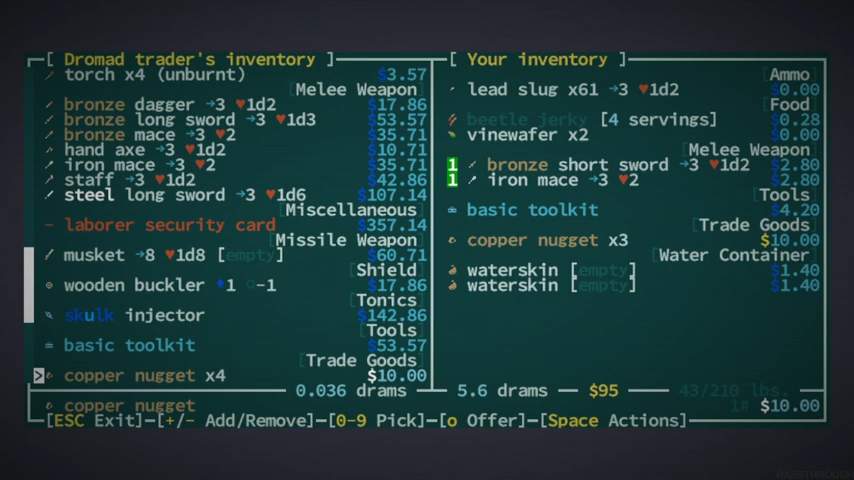 [ Dromad trader's inventory ] [ Your inventory ]
torch x4 (unburnt) $3.57 [Ammo]
[Melee Weapon] lead slug x61 →3 ♥1d2 $0.00
bronze dagger →3 ♥1d2 $17.86 [Food]
bronze long sword →3 ♥1d3 $53.57 beetle jerky [4 servings] $0.28
bronze mace →3 ♥2 $35.71 vinewafer x2 $0.00
hand axe →3 ♥1d2 $10.71 [Melee Weapon]
iron mace →3 ♥2 $35.71 1 bronze short sword →3 ♥1d2 $2.80
staff →3 ♥1d2 $42.86 1 iron mace →3 ♥2 $2.80
steel long sword →3 ♥1d6 $107.14 [Tools]
[Miscellaneous] basic toolkit $4.20
laborer security card $357.14 [Trade Goods]
[Missile Weapon] copper nugget x3 $10.00
musket →8 ♥1d8 [empty] $60.71 [Water Container]
[Shield] waterskin [empty] $1.40
wooden buckler ♦1 ○-1 $17.86 waterskin [empty] $1.40
[Tonics]
skulk injector $142.86
[Tools]
basic toolkit $53.57
[Trade Goods]
> copper nugget x4 $10.00
0.036 drams 5.6 drams — $95 43/210 lbs.
copper nugget 1# $10.00
[ESC Exit]—[+/- Add/Remove]—[0-9 Pick]—[o Offer]—[Space Actions]